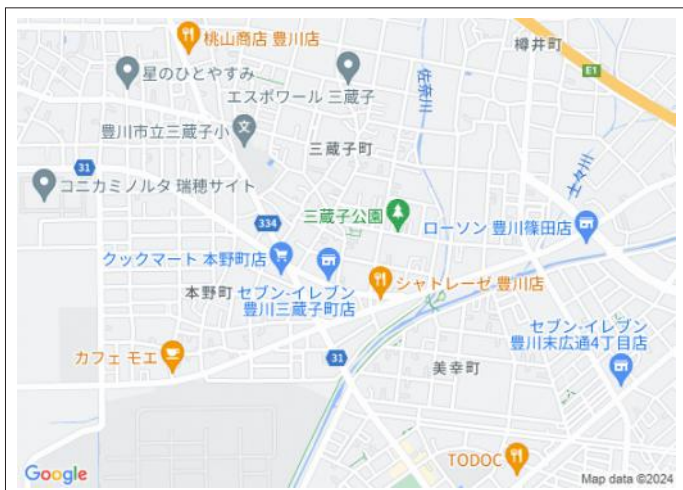 桃山商店 豊川店
樽井町
星のひとやすみ
エスポワール 三蔵子
佐奈川
E1
豊川市立三蔵子小
文
三蔵子町
31
コニカミノルタ 瑞穂サイト
334
三蔵子公園
ローソン 豊川篠田店
クックマート 本野町店
本野町
セブン-イレブン
豊川三蔵子町店
シャトレーゼ 豊川店
セブン-イレブン
豊川末広通4丁目店
カフェ モエ
31
美幸町
TODOC
Google
Map data ©2024